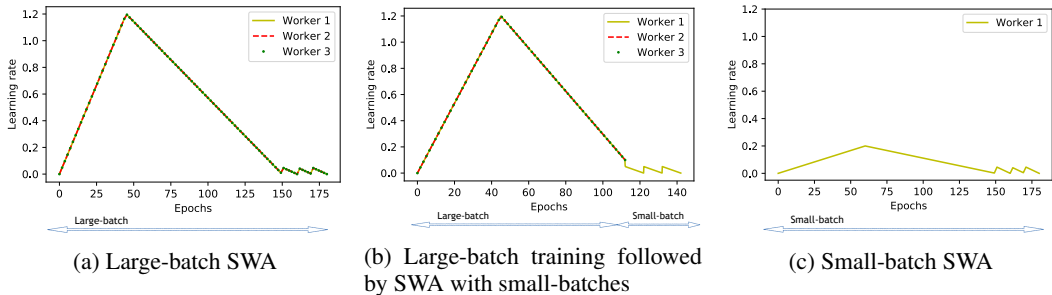 1.2
1.0
0.8
0.6
0.4
0.2
0.0
Learning rate
Worker 1
Worker 2
Worker 3
0 25 50 75 100 125 150 175
Epochs
Large-batch
(a) Large-batch SWA
1.2
1.0
0.8
0.6
0.4
0.2
0.0
Learning rate
Worker 1
Worker 2
Worker 3
0 20 40 60 80 100 120 140
Epochs
Large-batch Small-batch
(b) Large-batch training followed
by SWA with small-batches
1.2
1.0
0.8
0.6
0.4
0.2
0.0
Learning rate
Worker 1
0 25 50 75 100 125 150 175
Epochs
Small-batch
(c) Small-batch SWA